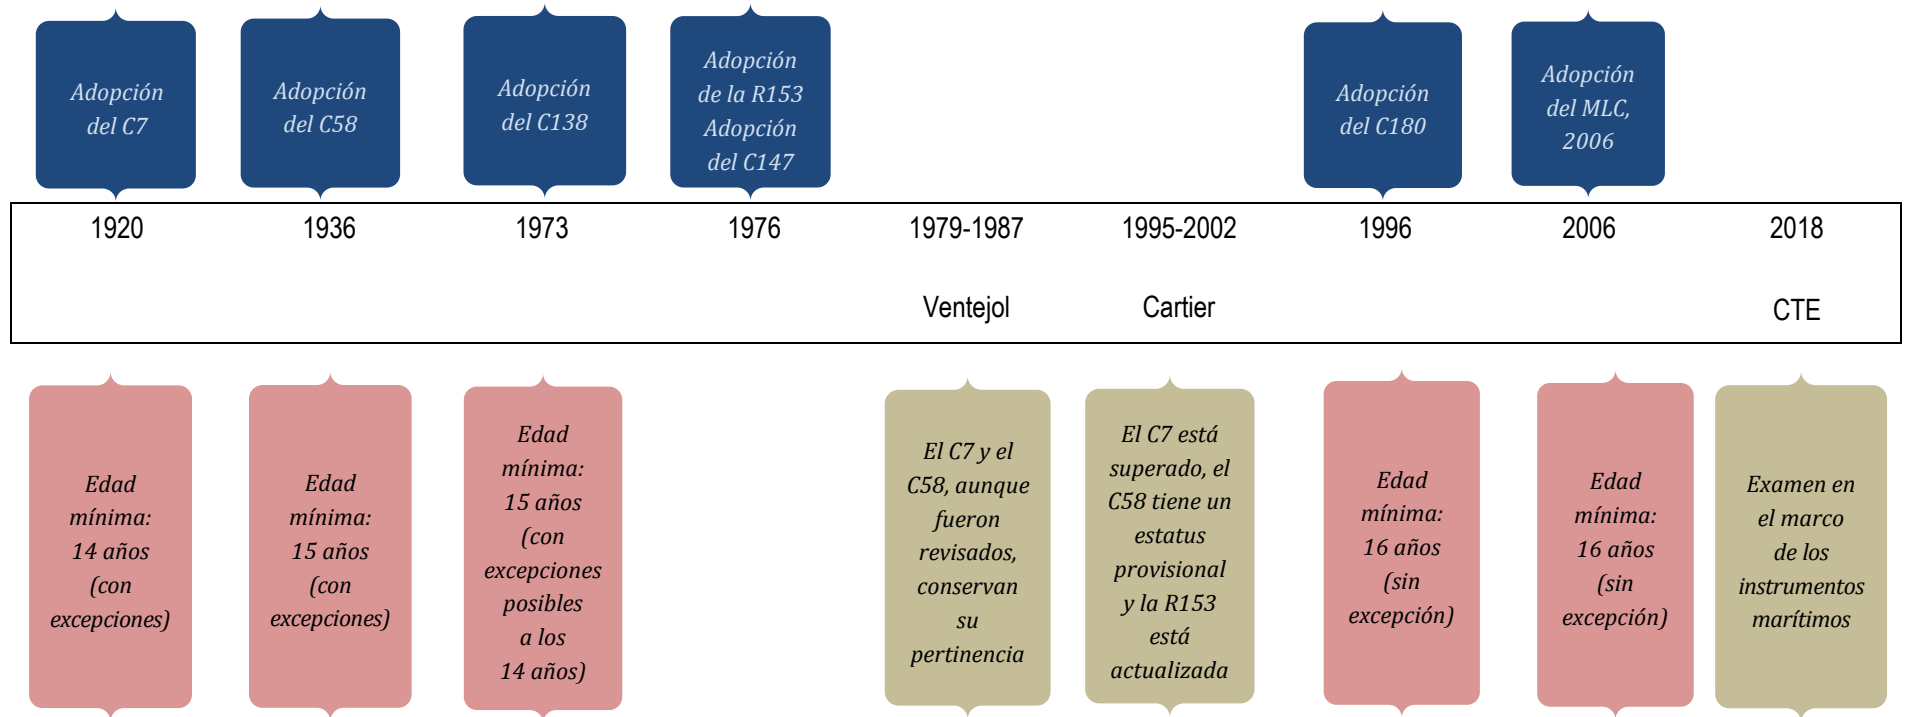 Adopción
del C7
Adopción
del C58
Adopción
del C138
Adopción
de la R153
Adopción
del C147
Adopción
del C180
Adopción
del MLC,
2006
1920
1936
1973
1976
1979-1987
1995-2002
1996
2006
2018
Ventejol
Cartier
CTE
Edad
mínima:
14 años
(con
excepciones)
Edad
mínima:
15 años
(con
excepciones)
Edad
mínima:
15 años
(con
excepciones
posibles
a los
14 años)
El C7 y el
C58, aunque
fueron
revisados,
conservan
su
pertinencia
El C7 está
superado, el
C58 tiene un
estatus
provisional
y la R153
está
actualizada
Edad
mínima:
16 años
(sin
excepción)
Edad
mínima:
16 años
(sin
excepción)
Examen en
el marco
de los
instrumentos
marítimos